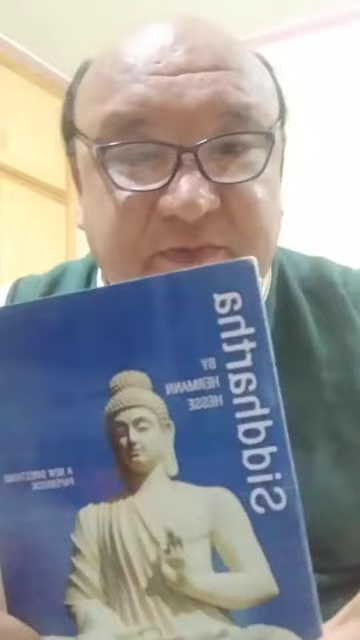 Siddhartha
BY
HERMANN
HESSE
A NEW DIRECTIONS
PAPERBOOK